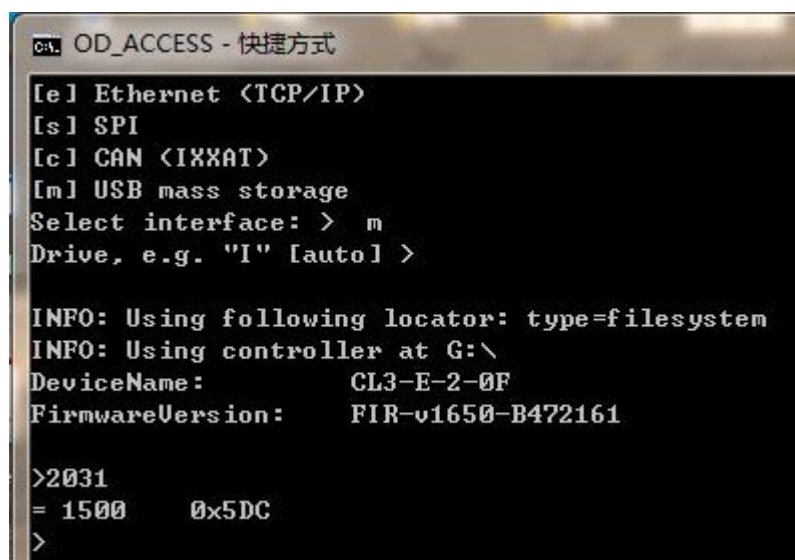 OD_ACCESS - 快捷方式
[e] Ethernet (TCP/IP)
[s] SPI
[c] CAN (IXXAT)
[m] USB mass storage
Select interface: >  m
Drive, e.g. "I" [auto] >
INFO: Using following locator: type=filesystem
INFO: Using controller at G:\
DeviceName:            CL3-E-2-0F
FirmwareVersion:    FIR-v1650-B472161
>2031
= 1500    0x5DC
>